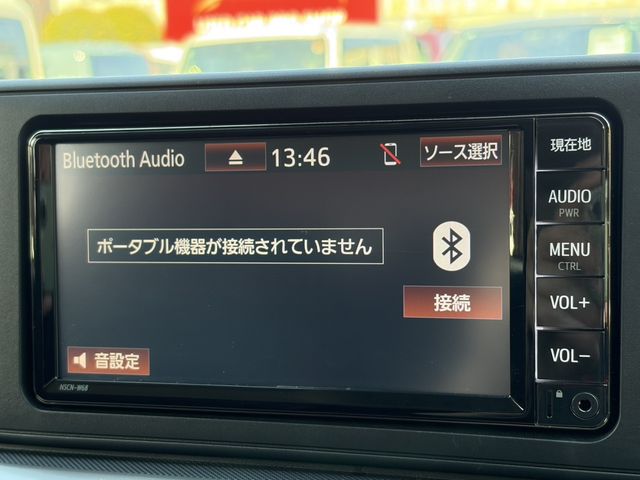 Bluetooth Audio
13:46
ソース選択
ポータブル機器が接続されていません
接続
音設定
NSCN-W68
現在地
AUDIO
PWR
MENU
CTRL
VOL+
VOL−